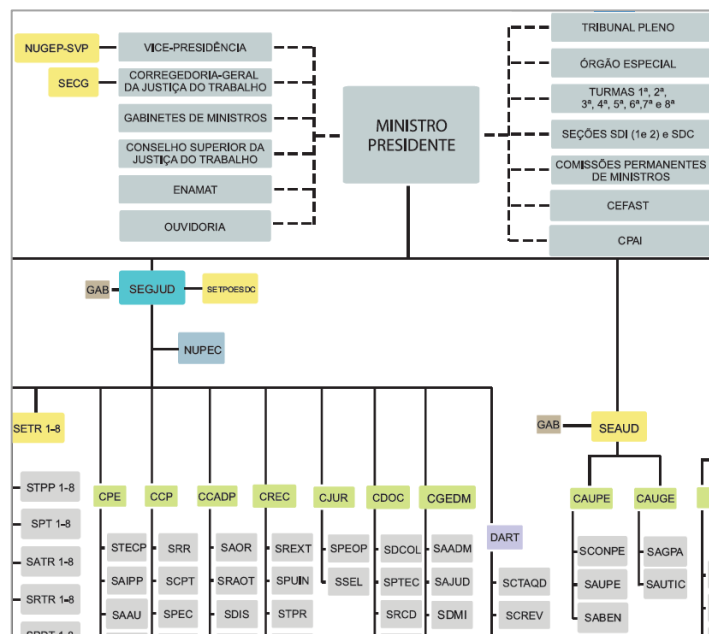 NUGEP-SVP
VICE-PRESIDÊNCIA
SECG
CORREGEDORIA-GERAL
DA JUSTIÇA DO TRABALHO
GABINETES DE MINISTROS
CONSELHO SUPERIOR DA
JUSTIÇA DO TRABALHO
ENAMAT
OUVIDORIA
MINISTRO
PRESIDENTE
TRIBUNAL PLENO
ÓRGÃO ESPECIAL
TURMAS 1ª, 2ª,
3ª, 4ª, 5ª, 6ª,7ª e 8ª
SEÇÕES SDI (1e 2) e SDC
COMISSÕES PERMANENTES
DE MINISTROS
CEFAST
CPAI
GAB
SEGJUD
SETPOESDC
NUPEC
GAB
SEAUD
SETR 1-8
STPP 1-8
SPT 1-8
SATR 1-8
SRTR 1-8
CPE
CCP
CCADP
CREC
CJUR
CDOC
CGEDM
DART
CAUPE
CAUGE
STECP
SRR
SAOR
SREXT
SPEOP
SDCOL
SAADM
SAIPP
SCPT
SRAOT
SPUIN
SSEL
SPTEC
SAJUD
SAAU
SPEC
SDIS
STPR
SRCD
SDMI
SCTAQD
SCREV
SCONPE
SAGPA
SAUPE
SAUTIC
SABEN